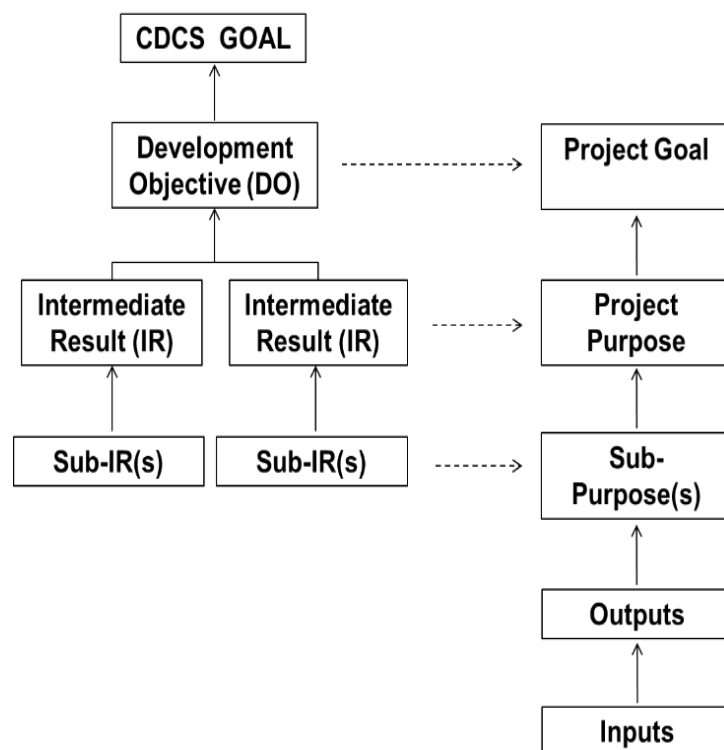 CDCS GOAL
Development
Objective (DO)
Project Goal
Intermediate
Result (IR)
Intermediate
Result (IR)
Project
Purpose
Sub-IR(s)
Sub-IR(s)
Sub-
Purpose(s)
Outputs
Inputs